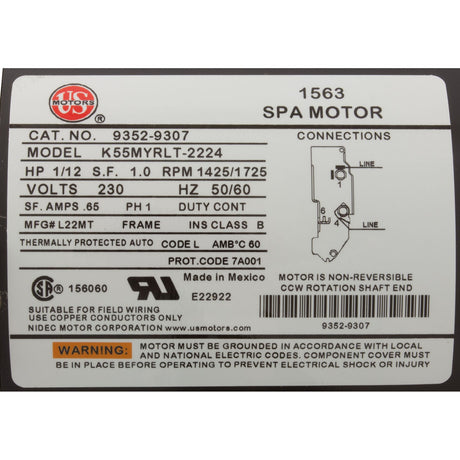 US
MOTORS
1563
SPA MOTOR
CAT. NO. 9352-9307
MODEL K55MYRLT-2224
HP 1/12 S.F. 1.0 RPM 1425/1725
VOLTS 230 HZ 50/60
SF. AMPS .65 PH 1 DUTY CONT
MFG# L22MT FRAME INS CLASS B
THERMALLY PROTECTED AUTO CODE L AMB°C 60
PROT.CODE 7A001
CONNECTIONS
LINE
1
LINE
4
SA 156060
UR
Made in Mexico
E22922
MOTOR IS NON-REVERSIBLE
CCW ROTATION SHAFT END
SUITABLE FOR FIELD WIRING
USE COPPER CONDUCTORS ONLY
NIDEC MOTOR CORPORATION www.usmotors.com
9352-9307
WARNING: MOTOR MUST BE GROUNDED IN ACCORDANCE WITH LOCAL
AND NATIONAL ELECTRIC CODES. COMPONENT COVER MUST
BE IN PLACE BEFORE OPERATING TO PREVENT ELECTRICAL SHOCK OR INJURY